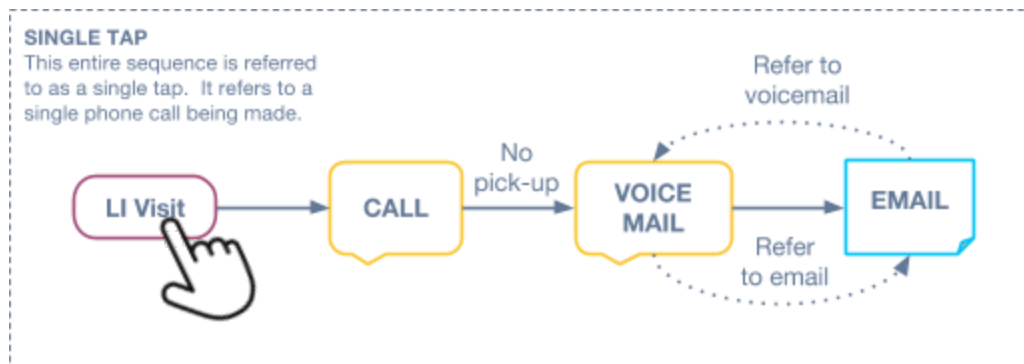 SINGLE TAP
This entire sequence is referred
to as a single tap.  It refers to a
single phone call being made.
Refer to
voicemail
No
pick-up
LI Visit
CALL
VOICE
MAIL
EMAIL
Refer
to email